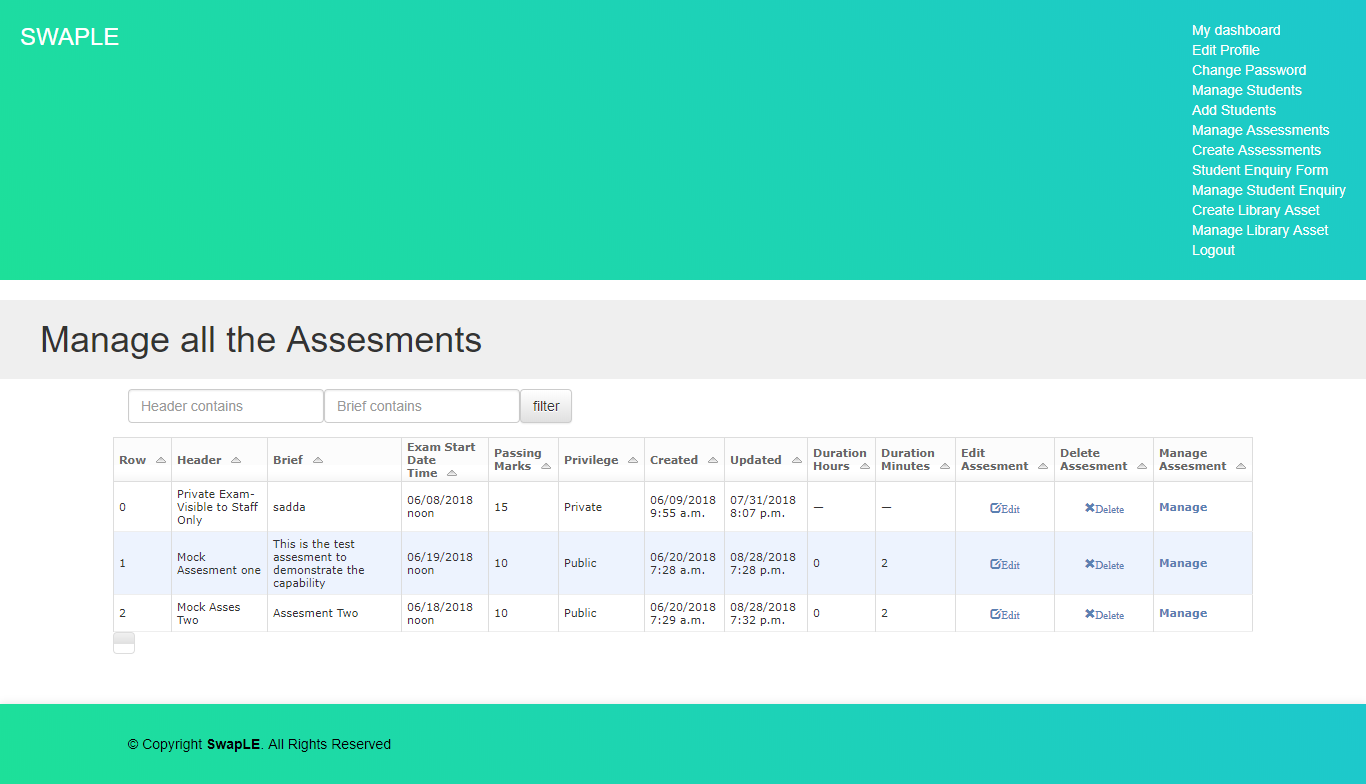 SWAPLE
My dashboard
Edit Profile
Change Password
Manage Students
Add Students
Manage Assessments
Create Assessments
Student Enquiry Form
Manage Student Enquiry
Create Library Asset
Manage Library Asset
Logout
Manage all the Assesments
Header contains Brief contains filter
Row Header Brief Exam Start Date Time Passing Marks Privilege Created Updated Duration Hours Duration Minutes Edit Assesment Delete Assesment Manage Assesment
0 Private Exam-Visible to Staff Only sadda 06/08/2018 noon 15 Private 06/09/2018 9:55 a.m. 07/31/2018 8:07 p.m. — — Edit Delete Manage
1 Mock Assesment one This is the test assesment to demonstrate the capability 06/19/2018 noon 10 Public 06/20/2018 7:28 a.m. 08/28/2018 7:28 p.m. 0 2 Edit Delete Manage
2 Mock Asses Two Assesment Two 06/18/2018 noon 10 Public 06/20/2018 7:29 a.m. 08/28/2018 7:32 p.m. 0 2 Edit Delete Manage
© Copyright SwapLE. All Rights Reserved